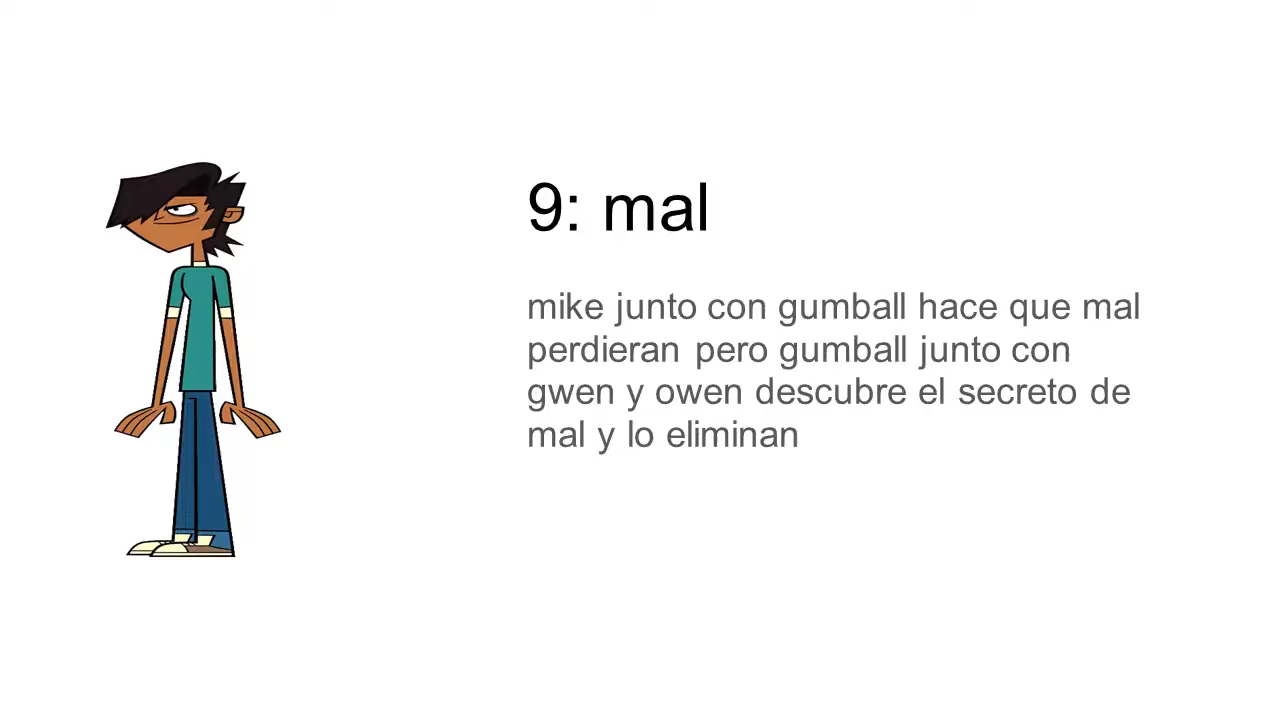 9: mal
mike junto con gumball hace que mal
perdieran pero gumball junto con
gwen y owen descubre el secreto de
mal y lo eliminan